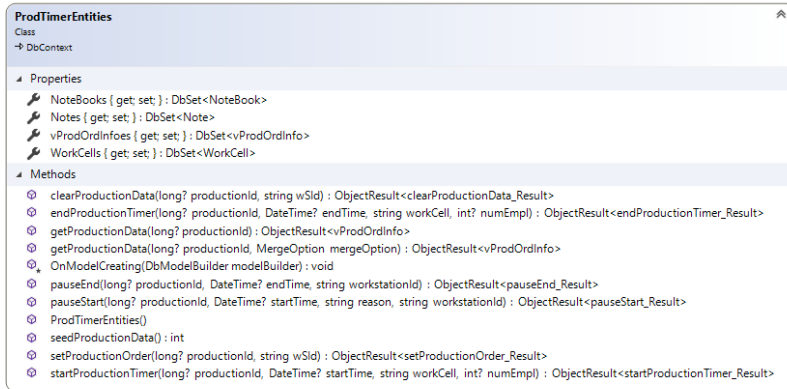 ProdTimerEntities
Class
DbContext
Properties
NoteBooks { get; set; } : DbSet<NoteBook>
Notes { get; set; } : DbSet<Note>
vProdOrdInfoes { get; set; } : DbSet<vProdOrdInfo>
WorkCells { get; set; } : DbSet<WorkCell>
Methods
clearProductionData(long? productionId, string wSId) : ObjectResult<clearProductionData_Result>
endProductionTimer(long? productionId, DateTime? endTime, string workCell, int? numEmpl) : ObjectResult<endProductionTimer_Result>
getProductionData(long? productionId) : ObjectResult<vProdOrdInfo>
getProductionData(long? productionId, MergeOption mergeOption) : ObjectResult<vProdOrdInfo>
OnModelCreating(DbModelBuilder modelBuilder) : void
pauseEnd(long? productionId, DateTime? endTime, string workstationId) : ObjectResult<pauseEnd_Result>
pauseStart(long? productionId, DateTime? startTime, string reason, string workstationId) : ObjectResult<pauseStart_Result>
ProdTimerEntities()
seedProductionData() : int
setProductionOrder(long? productionId, string wSId) : ObjectResult<setProductionOrder_Result>
startProductionTimer(long? productionId, DateTime? startTime, string workCell, int? numEmpl) : ObjectResult<startProductionTimer_Result>